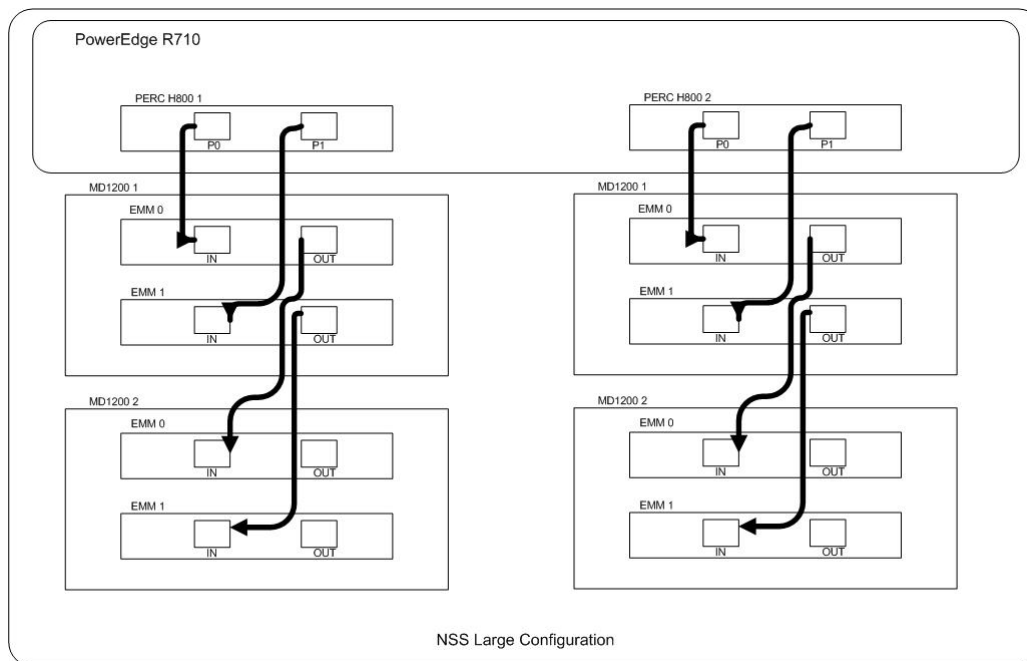 PowerEdge R710
PERC H800 1
P0
P1
PERC H800 2
P0
P1
MD1200 1
EMM 0
IN
OUT
EMM 1
IN
OUT
MD1200 2
EMM 0
IN
OUT
EMM 1
IN
OUT
MD1200 1
EMM 0
IN
OUT
EMM 1
IN
OUT
MD1200 2
EMM 0
IN
OUT
EMM 1
IN
OUT
NSS Large Configuration